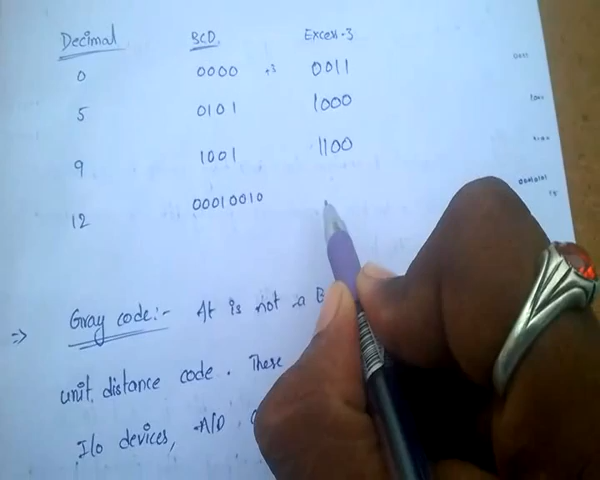 Decimal BCD Excess-3
0 0000 +3 0011
5 0101 1000
9 1001 1100
12 00010010
⇒ Gray code:- At is not a
unit distance code. These
I/o devices, A/D